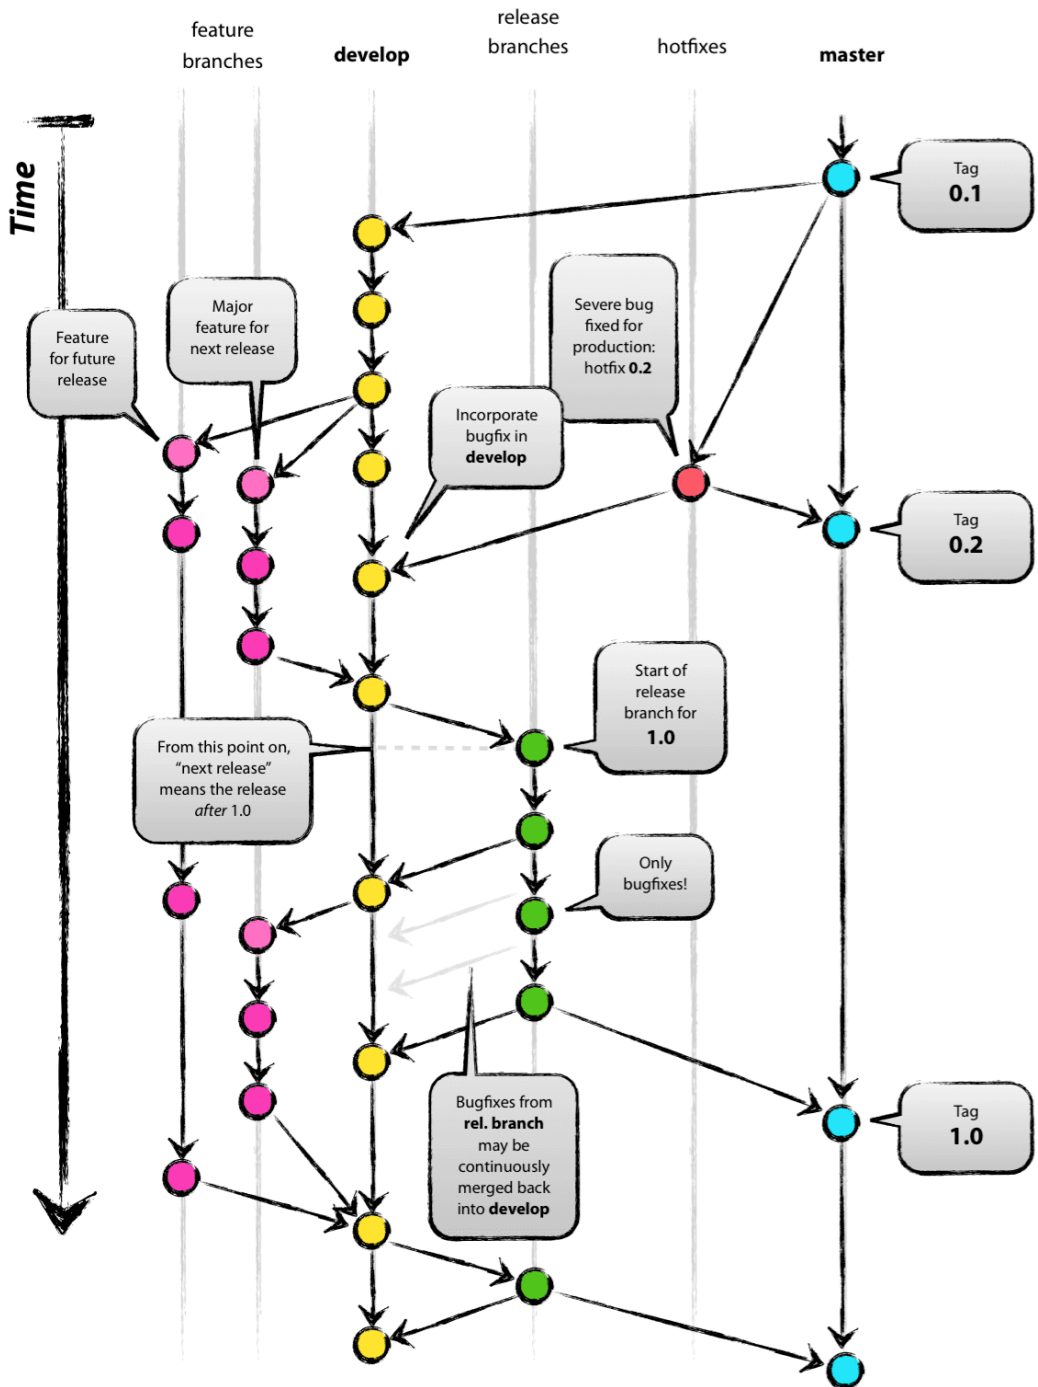 feature
branches
develop
release
branches
hotfixes
master
Time
Tag
0.1
Major
feature for
next release
Feature
for future
release
Severe bug
fixed for
production:
hotfix 0.2
Incorporate
bugfix in
develop
Tag
0.2
Start of
release
branch for
1.0
From this point on,
“next release”
means the release
after 1.0
Only
bugfixes!
Bugfixes from
rel. branch
may be
continuously
merged back
into develop
Tag
1.0